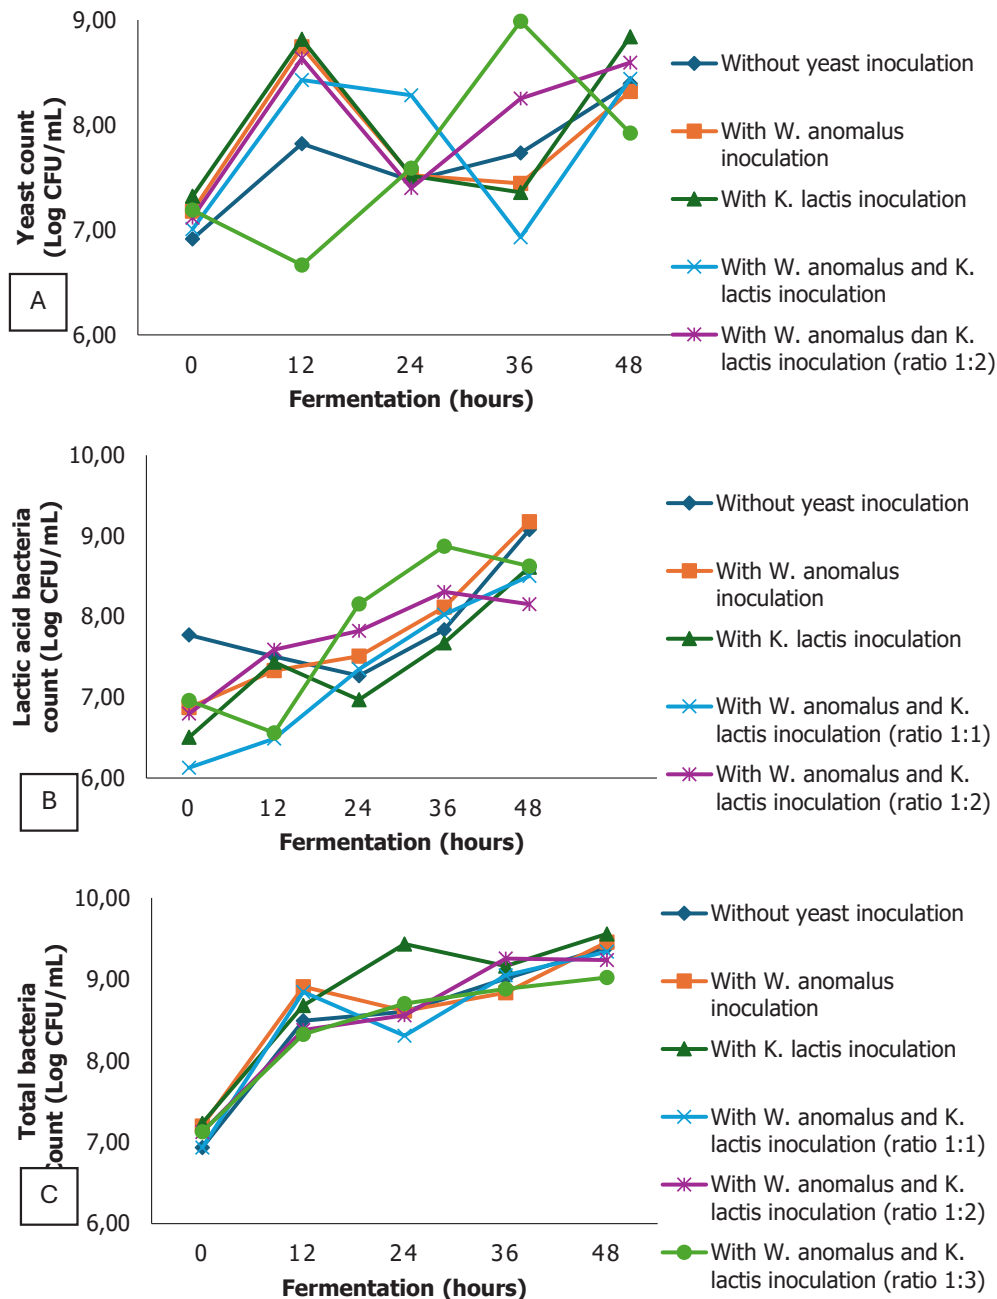 9,00
8,00
7,00
6,00
Yeast count
(Log CFU/mL)
A
0 12 24 36 48
Fermentation (hours)
Without yeast inoculation
With W. anomalus
inoculation
With K. lactis inoculation
With W. anomalus and K.
lactis inoculation
With W. anomalus dan K.
lactis inoculation (ratio 1:2)
10,00
9,00
8,00
7,00
6,00
Lactic acid bacteria
count (Log CFU/mL)
B
0 12 24 36 48
Fermentation (hours)
Without yeast inoculation
With W. anomalus
inoculation
With K. lactis inoculation
With W. anomalus and K.
lactis inoculation (ratio 1:1)
With W. anomalus and K.
lactis inoculation (ratio 1:2)
10,00
9,00
8,00
7,00
6,00
Total bacteria
count (Log CFU/mL)
C
0 12 24 36 48
Fermentation (hours)
Without yeast inoculation
With W. anomalus
inoculation
With K. lactis inoculation
With W. anomalus and K.
lactis inoculation (ratio 1:1)
With W. anomalus and K.
lactis inoculation (ratio 1:2)
With W. anomalus and K.
lactis inoculation (ratio 1:3)